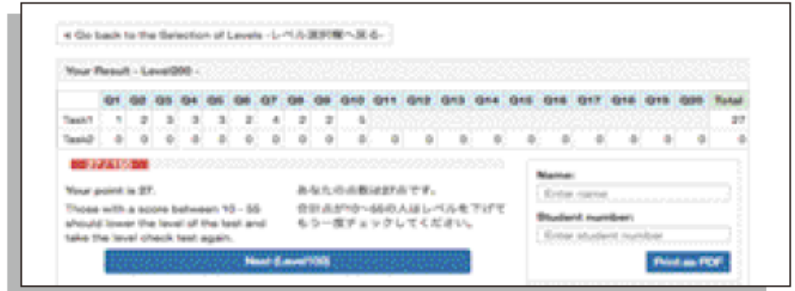 ◄ Go back to the Selection of Levels -レベル選択欄へ戻る-
Your Result - Level200 -
Q1 Q2 Q3 Q4 Q5 Q6 Q7 Q8 Q9 Q10 Q11 Q12 Q13 Q14 Q15 Q16 Q17 Q18 Q19 Q20 Total
Task1 1 2 3 3 3 2 4 2 2 5 27
Task2 0 0 0 0 0 0 0 0 0 0 0 0 0 0 0 0 0 0 0 0 0
27/150
Your point is 27.
Those with a score between 10 - 55
should lower the level of the test and
take the level check test again.
あなたの点数は27点です。
合計点が10~55の人はレベルを下げて
もう一度チェックしてください。
Next (Level100)
Name:
Enter name
Student number:
Enter student number
Print as PDF